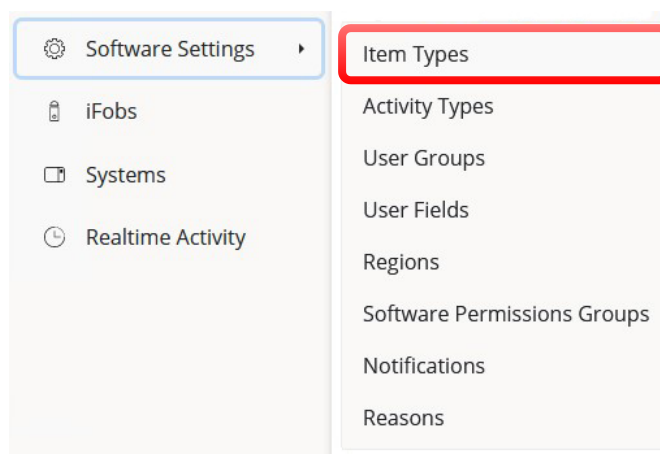 Software Settings
iFobs
Systems
Realtime Activity
Item Types
Activity Types
User Groups
User Fields
Regions
Software Permissions Groups
Notifications
Reasons